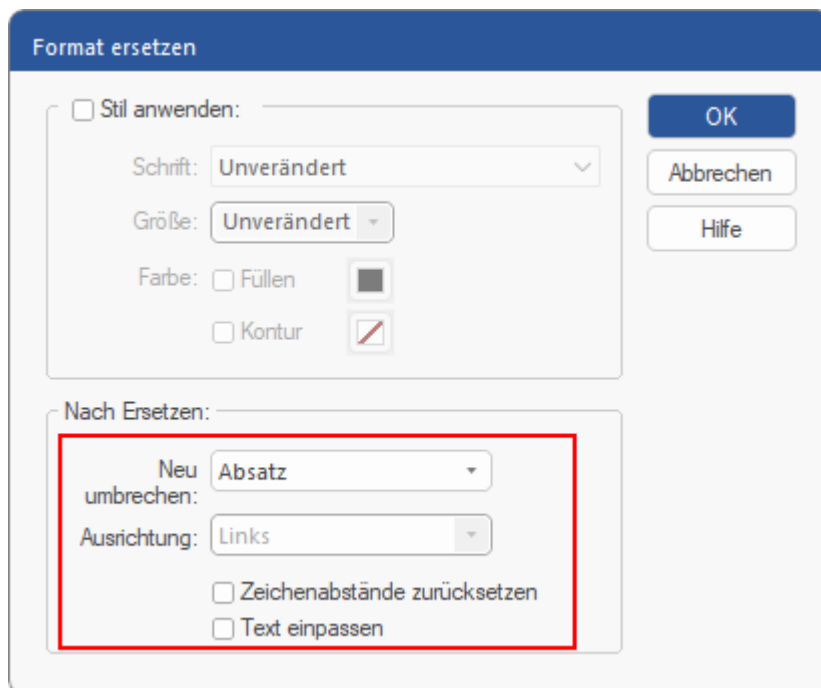 Format ersetzen
Stil anwenden:
OK
Schrift: Unverändert
Abbrechen
Größe: Unverändert
Hilfe
Farbe: Füllen
Kontur
Nach Ersetzen:
Neu
umbrechen:
Absatz
Ausrichtung: Links
Zeichenabstände zurücksetzen
Text einpassen